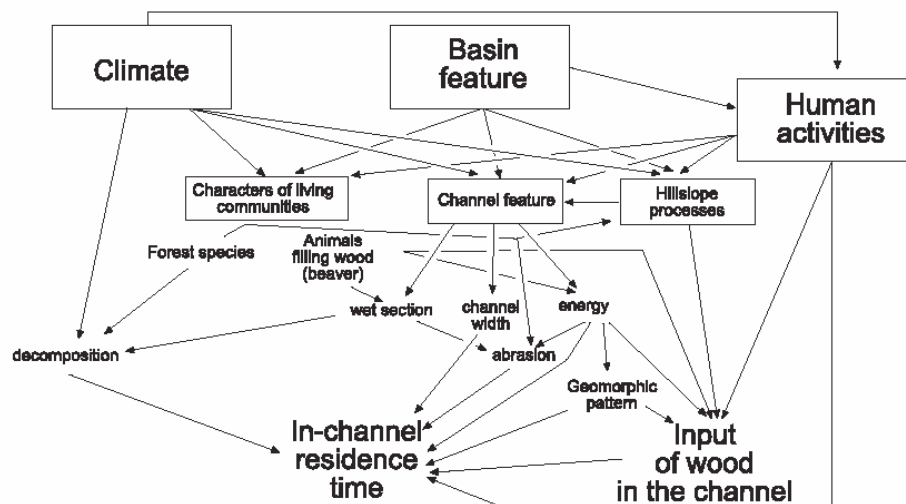 Climate
Basin
feature
Human
activities
Characters of living
communities
Channel feature
Hillslope
processes
Forest species
Animals
filling wood
(beaver)
wet section
channel
width
energy
decomposition
abrasion
Geomorphic
pattern
In-channel
residence
time
Input
of wood
in the channel